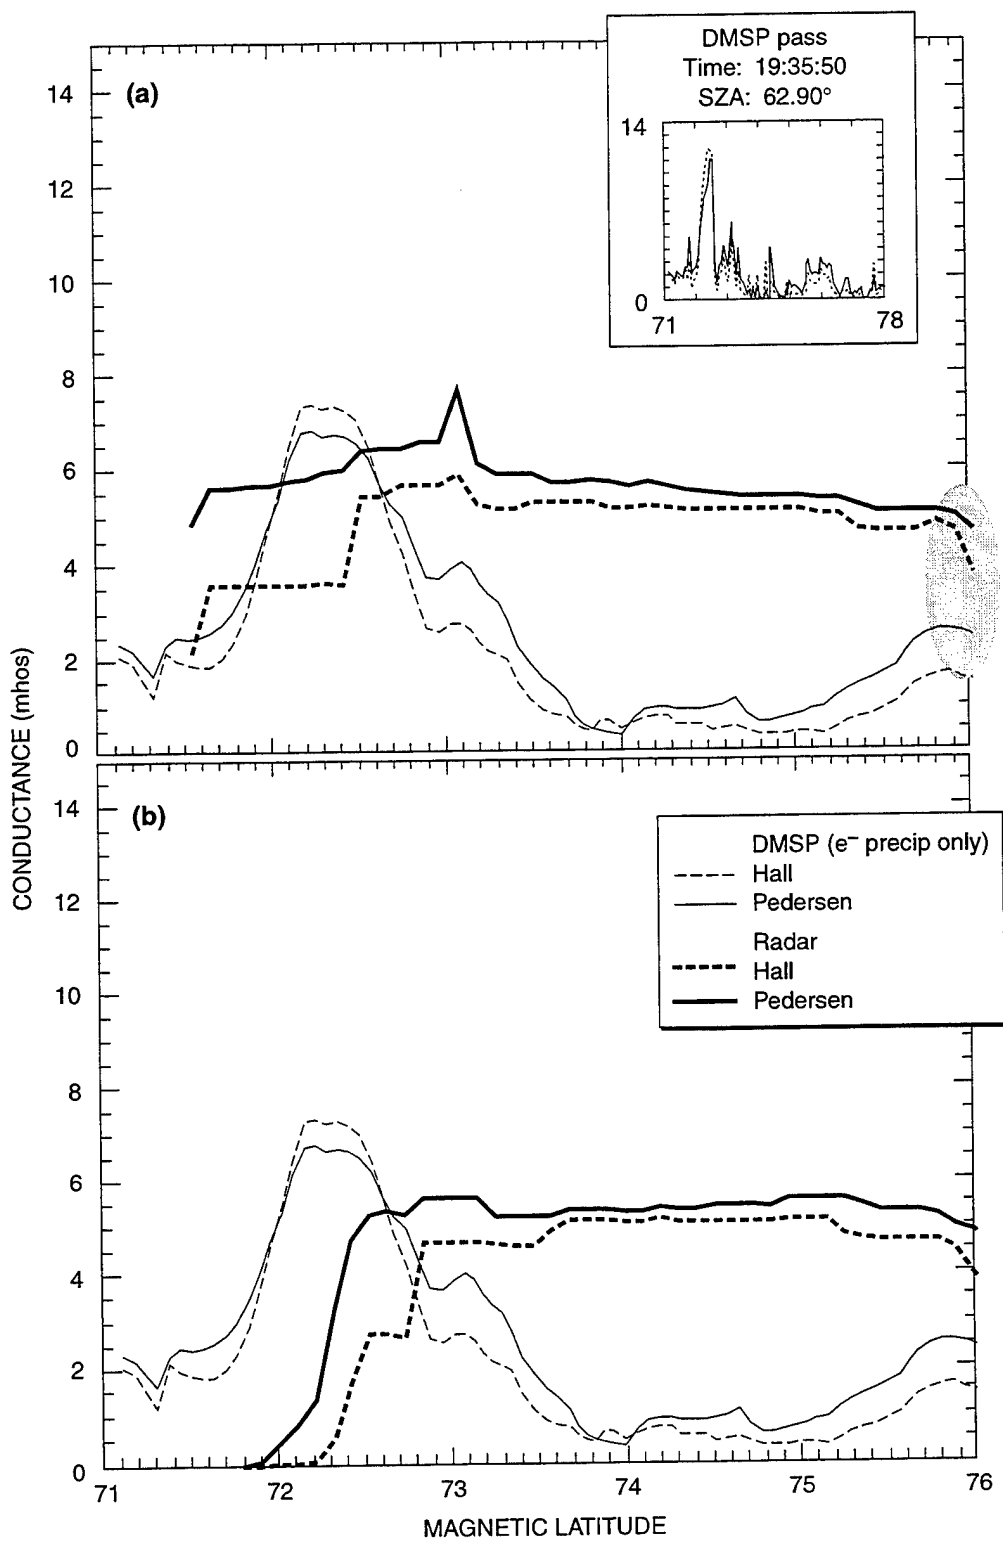 DMSP pass
Time: 19:35:50
SZA: 62.90°
14
0
71
78
(a)
14
12
10
8
6
4
2
0
CONDUCTANCE (mhos)
(b)
14
12
10
8
6
4
2
0
DMSP (e⁻ precip only)
Hall
Pedersen
Radar
Hall
Pedersen
71 72 73 74 75 76
MAGNETIC LATITUDE